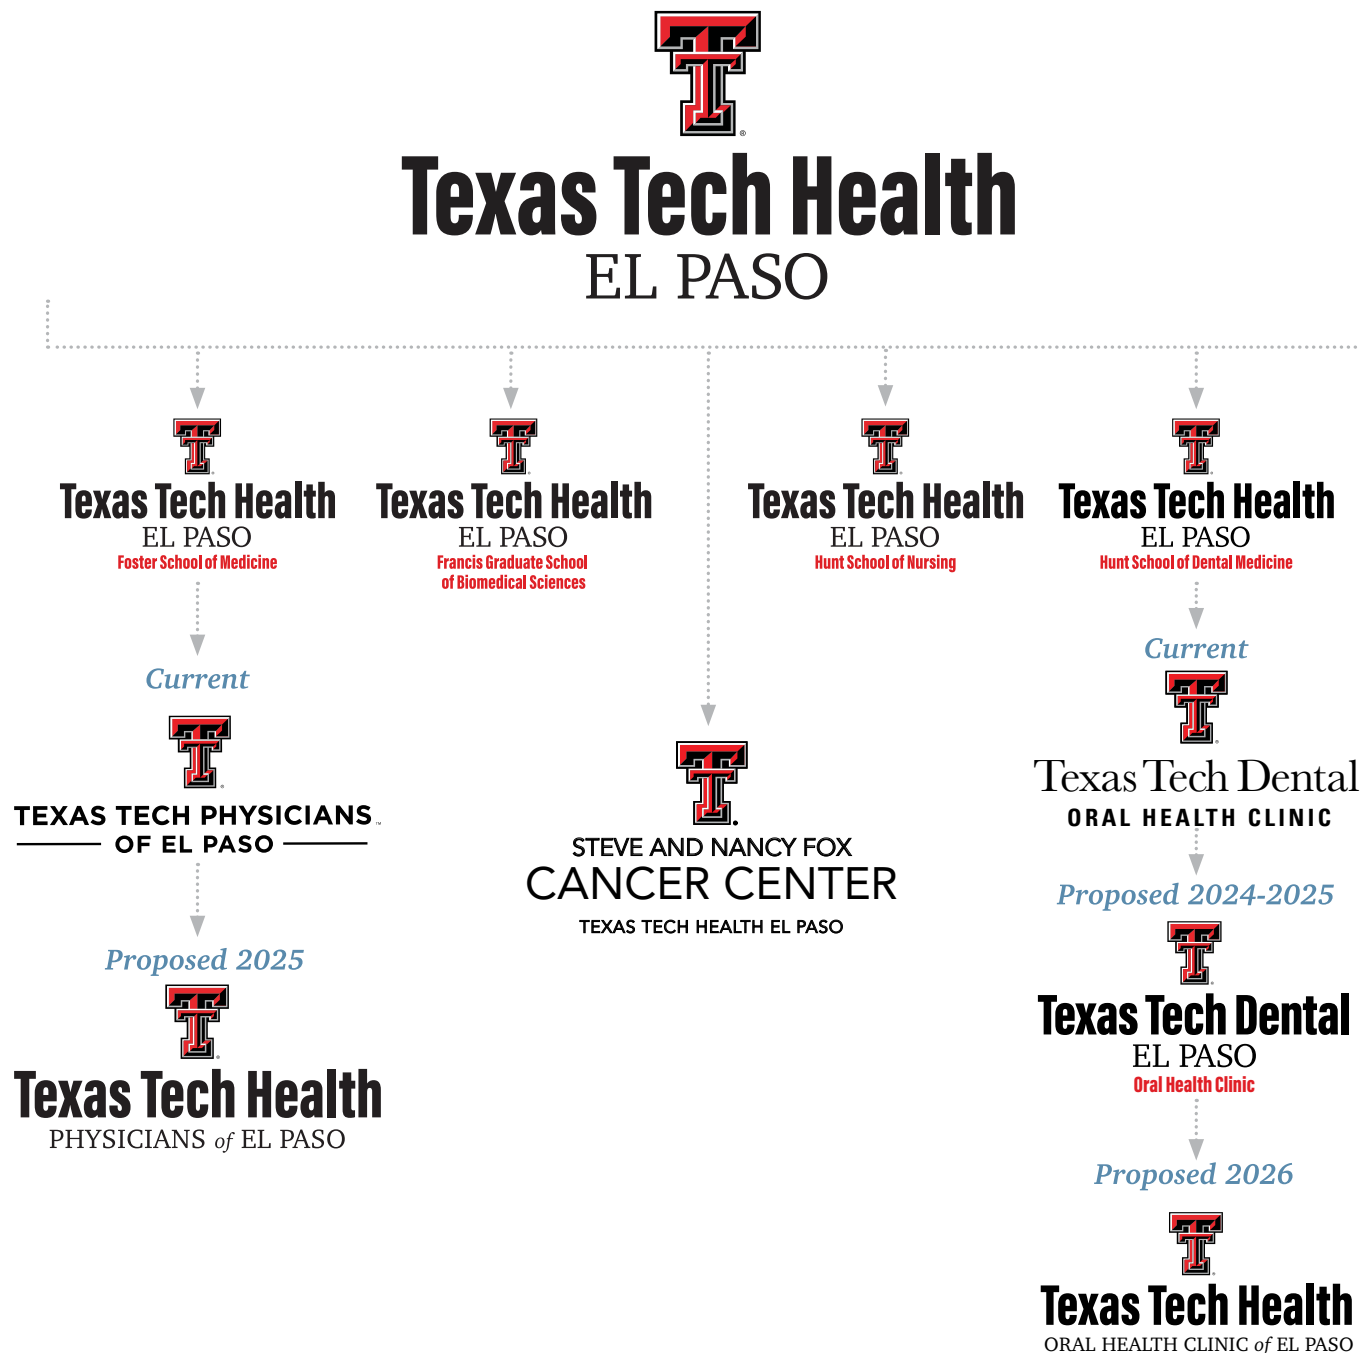 Texas Tech Health
EL PASO
Texas Tech Health
EL PASO
Foster School of Medicine
Texas Tech Health
EL PASO
Francis Graduate School
of Biomedical Sciences
Texas Tech Health
EL PASO
Hunt School of Nursing
Texas Tech Health
EL PASO
Hunt School of Dental Medicine
Current
TEXAS TECH PHYSICIANS™
OF EL PASO
Proposed 2025
Texas Tech Health
PHYSICIANS of EL PASO
STEVE AND NANCY FOX
CANCER CENTER
TEXAS TECH HEALTH EL PASO
Current
Texas Tech Dental
ORAL HEALTH CLINIC
Proposed 2024-2025
Texas Tech Dental
EL PASO
Oral Health Clinic
Proposed 2026
Texas Tech Health
ORAL HEALTH CLINIC of EL PASO